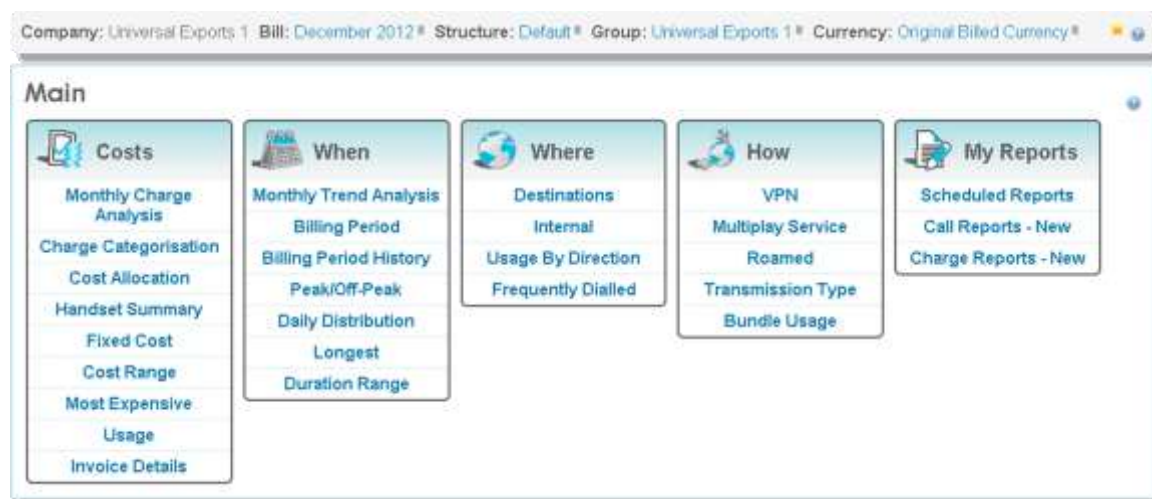 Company: Universal Exports 1 Bill: December 2012 Structure: Default Group: Universal Exports 1 Currency: Original Billed Currency
Main
Costs
Monthly Charge
Analysis
Charge Categorisation
Cost Allocation
Handset Summary
Fixed Cost
Cost Range
Most Expensive
Usage
Invoice Details
When
Monthly Trend Analysis
Billing Period
Billing Period History
Peak/Off-Peak
Daily Distribution
Longest
Duration Range
Where
Destinations
Internal
Usage By Direction
Frequently Dialled
How
VPN
Multiplay Service
Roamed
Transmission Type
Bundle Usage
My Reports
Scheduled Reports
Call Reports - New
Charge Reports - New